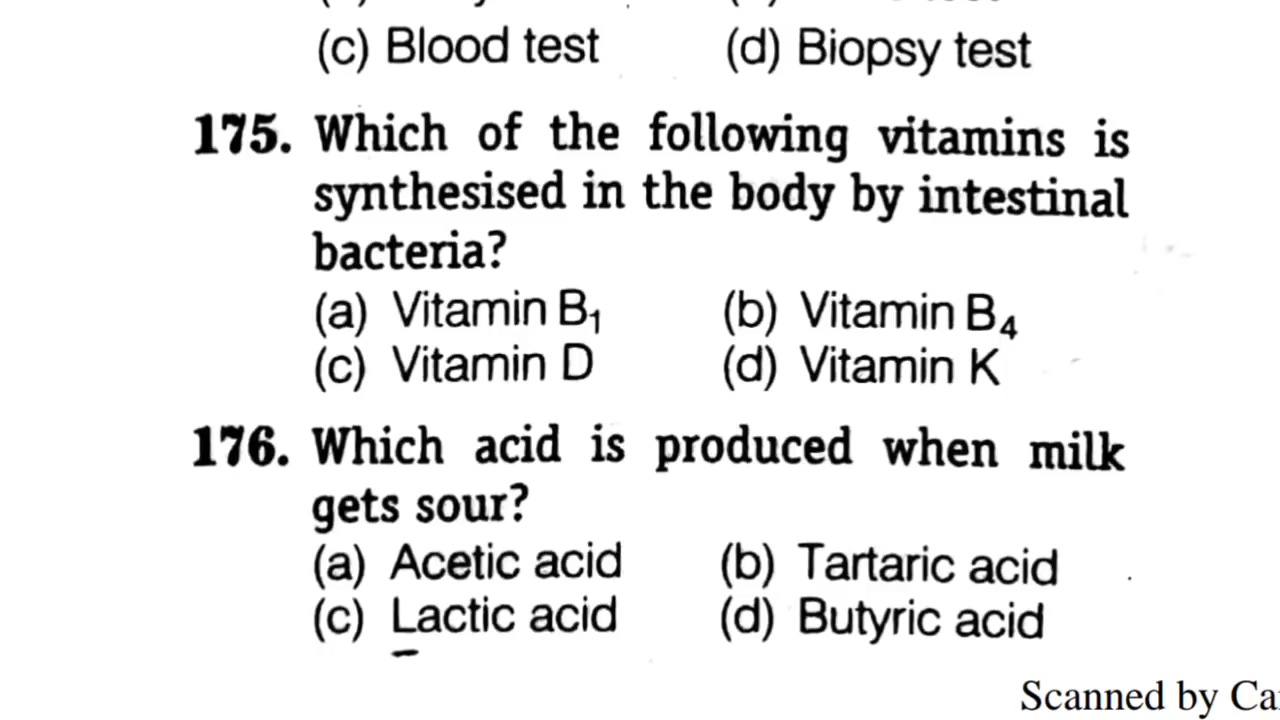 (c) Blood test (d) Biopsy test
175. Which of the following vitamins is
synthesised in the body by intestinal
bacteria?
(a) Vitamin B₁ (b) Vitamin B₄
(c) Vitamin D (d) Vitamin K
176. Which acid is produced when milk
gets sour?
(a) Acetic acid (b) Tartaric acid
(c) Lactic acid (d) Butyric acid
Scanned by Ca